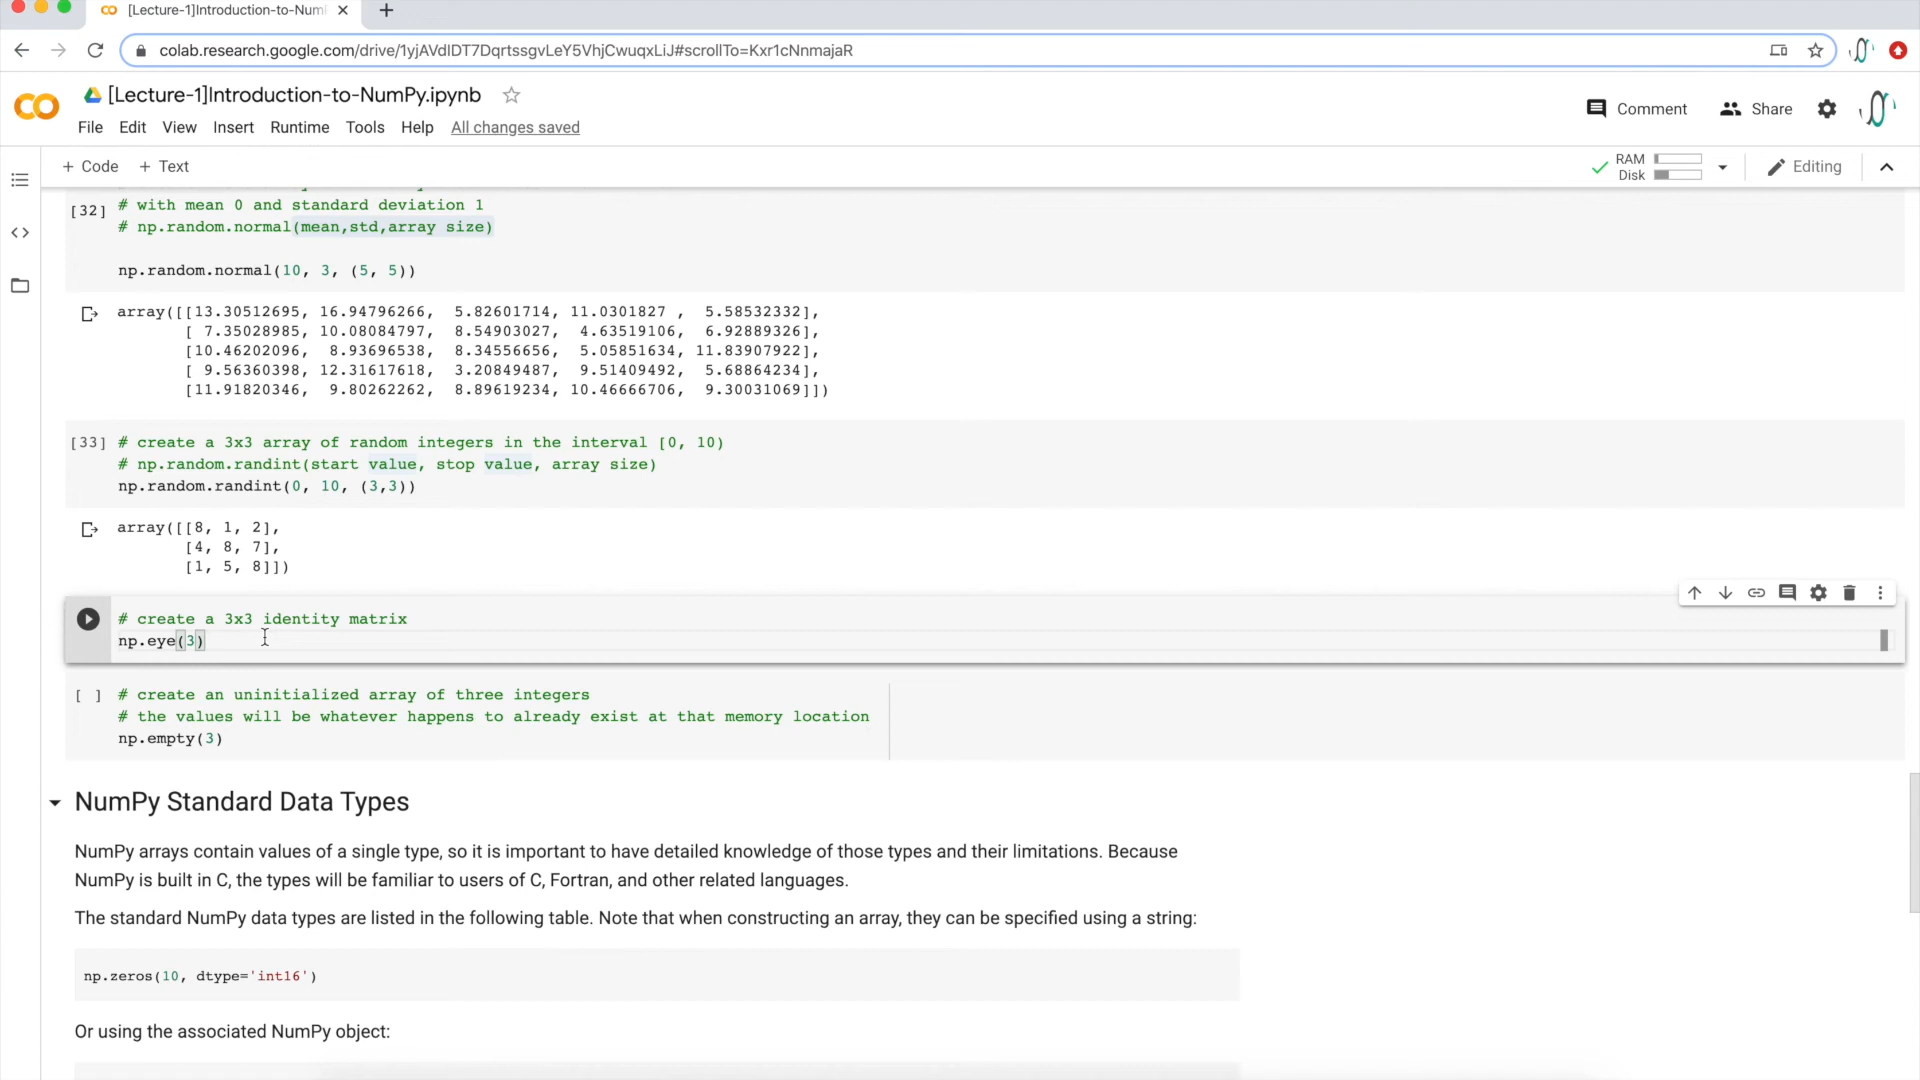 [Lecture-1]Introduction-to-Num
colab.research.google.com/drive/1yjAVdIDT7DqrtssgvLeY5VhjCwuqxLiJ#scrollTo=Kxr1cNnmajaR
[Lecture-1]Introduction-to-NumPy.ipynb
Comment Share
File Edit View Insert Runtime Tools Help All changes saved
+ Code + Text
RAM
Disk
Editing
[32] # with mean 0 and standard deviation 1
# np.random.normal(mean,std,array size)
np.random.normal(10, 3, (5, 5))
array([[13.30512695, 16.94796266,  5.82601714, 11.0301827 ,  5.58532332],
[ 7.35028985, 10.08084797,  8.54903027,  4.63519106,  6.92889326],
[10.46202096,  8.93696538,  8.34556656,  5.05851634, 11.83907922],
[ 9.56360398, 12.31617618,  3.20849487,  9.51409492,  5.68864234],
[11.91820346,  9.80262262,  8.89619234, 10.46666706,  9.30031069]])
[33] # create a 3x3 array of random integers in the interval [0, 10)
# np.random.randint(start value, stop value, array size)
np.random.randint(0, 10, (3,3))
array([[8, 1, 2],
[4, 8, 7],
[1, 5, 8]])
# create a 3x3 identity matrix
np.eye(3)
[ ] # create an uninitialized array of three integers
# the values will be whatever happens to already exist at that memory location
np.empty(3)
NumPy Standard Data Types
NumPy arrays contain values of a single type, so it is important to have detailed knowledge of those types and their limitations. Because
NumPy is built in C, the types will be familiar to users of C, Fortran, and other related languages.
The standard NumPy data types are listed in the following table. Note that when constructing an array, they can be specified using a string:
np.zeros(10, dtype='int16')
Or using the associated NumPy object: